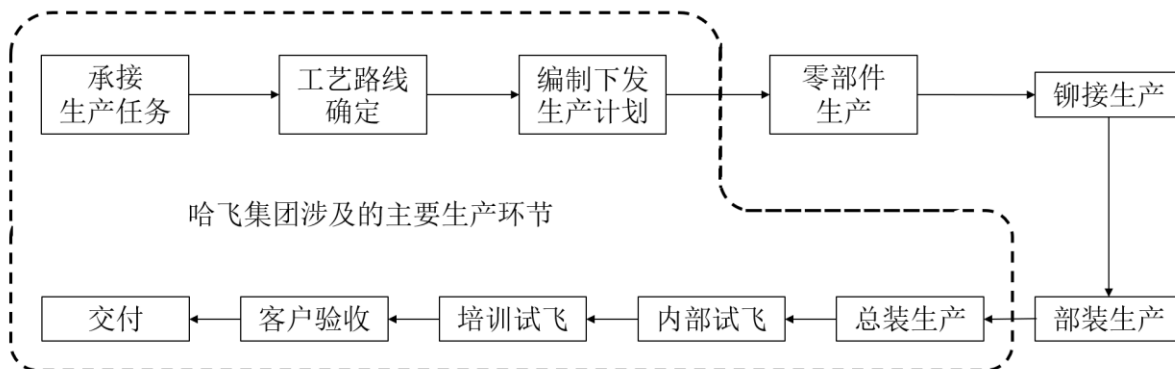 承接
生产任务
工艺路线
确定
编制下发
生产计划
零部件
生产
铆接生产
哈飞集团涉及的主要生产环节
交付
客户验收
培训试飞
内部试飞
总装生产
部装生产